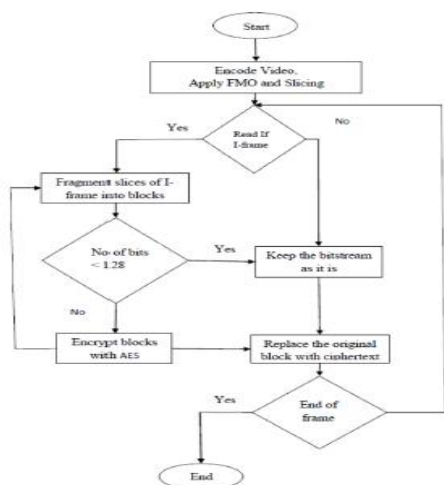 Start
Encode Video,
Apply FMO and Slicing
No
Yes
Read If
I-frame
Fragment slices of I-
frame into blocks
No of bits
< 128
Yes
Keep the bitstream
as it is
No
Encrypt blocks
with AES
Replace the original
block with ciphertext
Yes
End of
frame
End